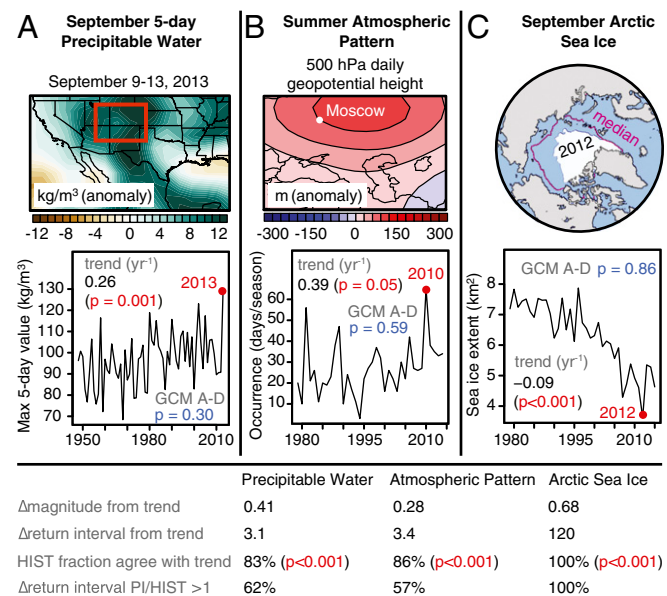 A September 5-day
Precipitable Water
September 9-13, 2013
kg/m³ (anomaly)
-12 -8 -4 0 4 8 12
Max 5-day value (kg/m³)
130
120
110
100
90
80
70
trend (yr⁻¹)
0.26
(p = 0.001)
2013
GCM A-D
p = 0.30
1950 1980 2010
B Summer Atmospheric
Pattern
500 hPa daily
geopotential height
Moscow
m (anomaly)
-300 -150 0 150 300
Occurrence (days/season)
60
50
40
30
20
10
trend (yr⁻¹)
0.39 (p = 0.05)
2010
GCM A-D
p = 0.59
1980 1995 2010
C September Arctic
Sea Ice
median
2012
Sea ice extent (km²)
8
7
6
5
4
GCM A-D p = 0.86
trend (yr⁻¹)
−0.09
(p<0.001)
2012
1980 1995 2010
Precipitable Water Atmospheric Pattern Arctic Sea Ice
Δmagnitude from trend 0.41 0.28 0.68
Δreturn interval from trend 3.1 3.4 120
HIST fraction agree with trend 83% (p<0.001) 86% (p<0.001) 100% (p<0.001)
Δreturn interval PI/HIST >1 62% 57% 100%